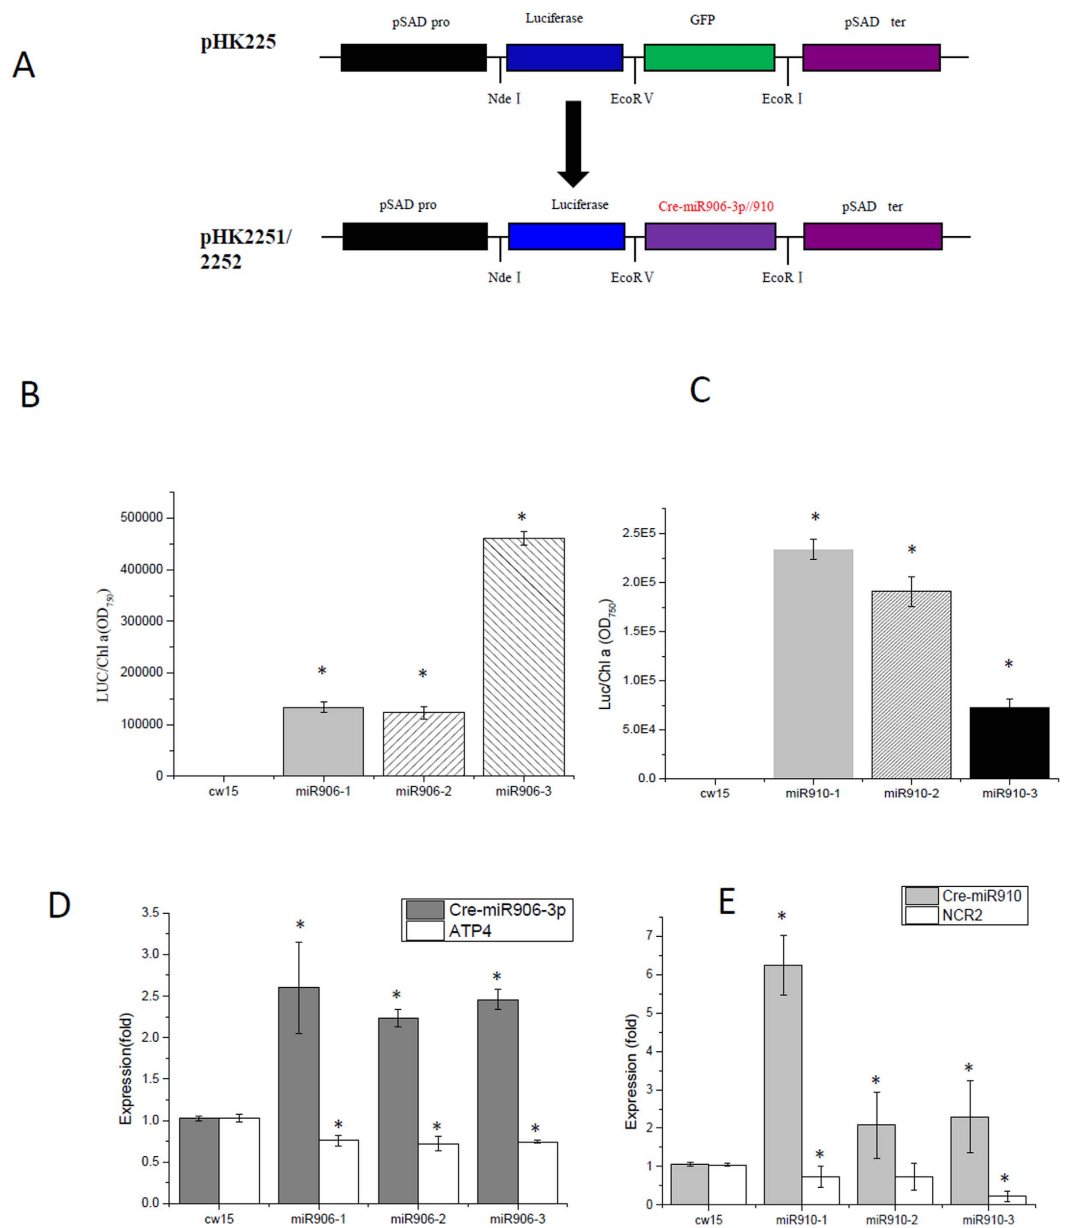 A
pHK225
pSAD pro
Luciferase
GFP
pSAD ter
Nde I
EcoR V
EcoR I
pHK2251/
2252
pSAD pro
Luciferase
Cre-miR906-3p//910
pSAD ter
Nde I
EcoR V
EcoR I
B
LUC/Chl a(OD750)
500000
400000
300000
200000
100000
0
*
*
*
cw15
miR906-1
miR906-2
miR906-3
C
Luc/Chl a (OD750)
2.5E5
2.0E5
1.5E5
1.0E5
5.0E4
0.0
*
*
*
cw15
miR910-1
miR910-2
miR910-3
D
Cre-miR906-3p
ATP4
Expression(fold)
3.5
3.0
2.5
2.0
1.5
1.0
0.5
0.0
*
*
*
*
*
*
cw15
miR906-1
miR906-2
miR906-3
E
Cre-miR910
NCR2
Expression (fold)
7
6
5
4
3
2
1
0
*
*
*
*
*
cw15
miR910-1
miR910-2
miR910-3